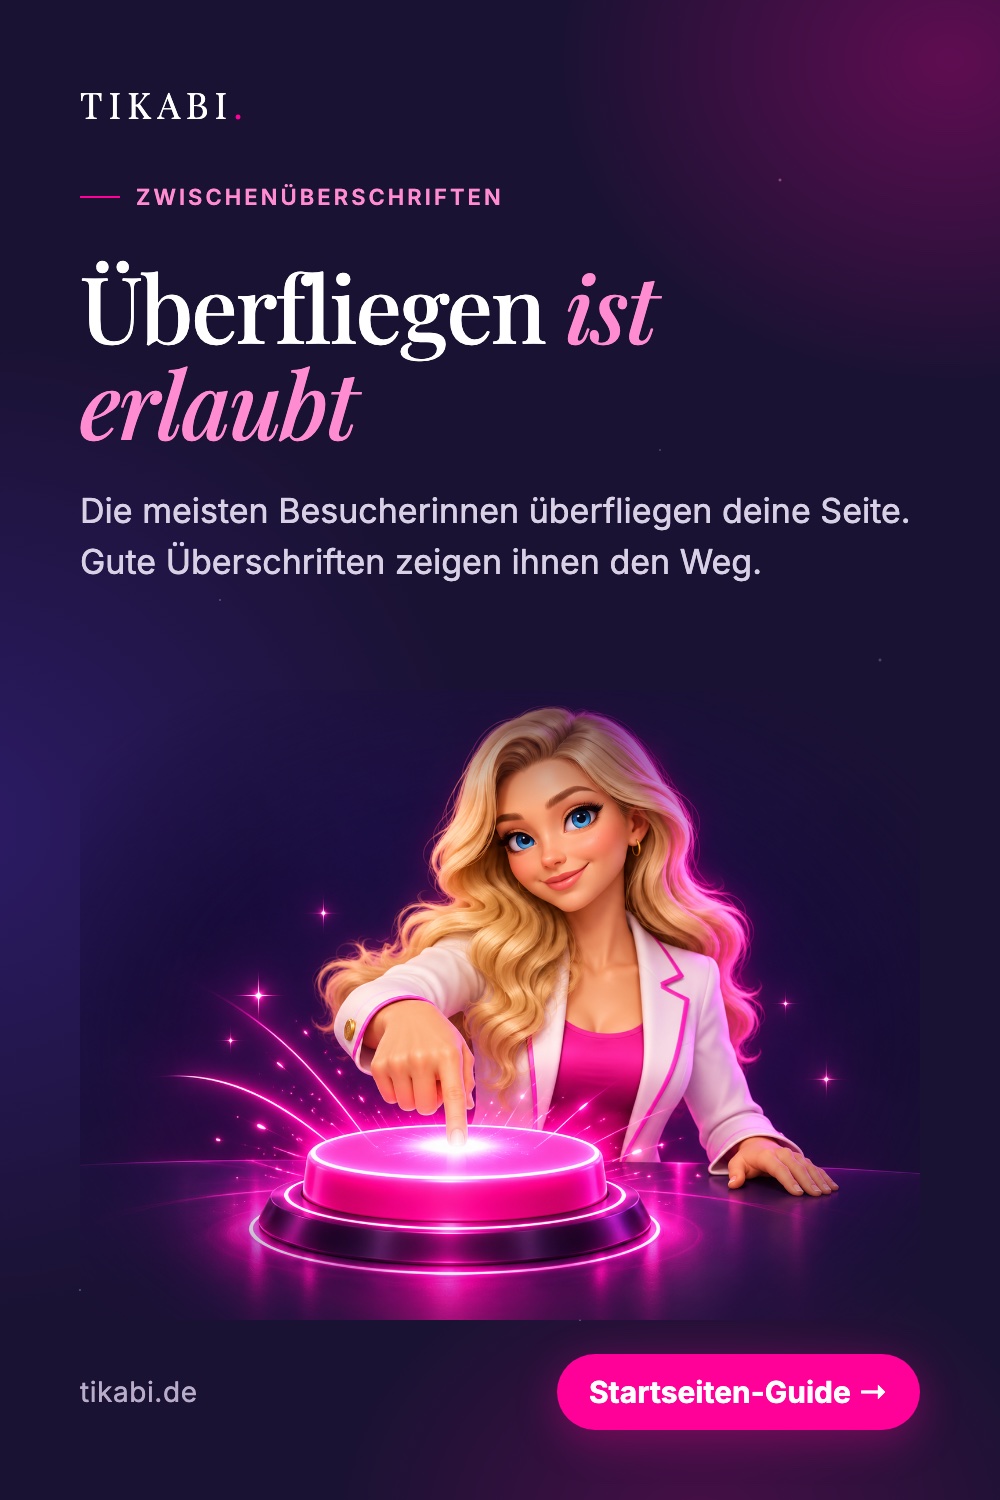 TIKABI.
ZWISCHENÜBERSCHRIFTEN
Überfliegen ist
erlaubt
Die meisten Besucherinnen überfliegen deine Seite.
Gute Überschriften zeigen ihnen den Weg.
tikabi.de
Startseiten-Guide →